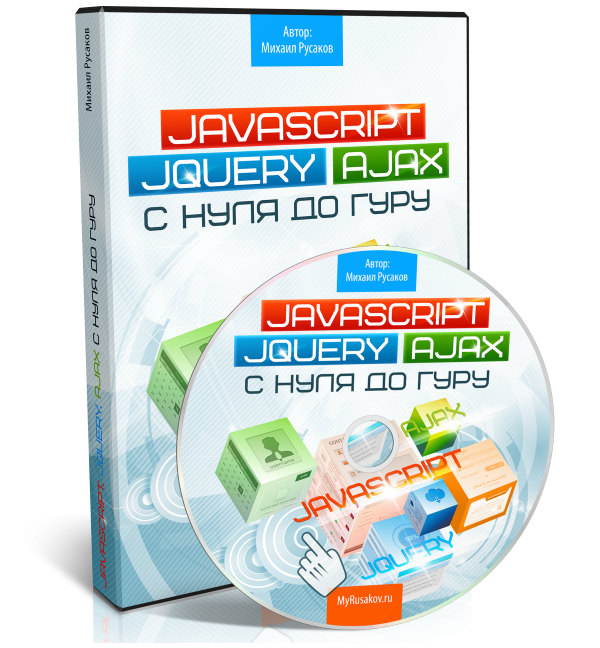 Михаил Русаков
JAVASCRIPT, JQUERY, AJAX С НУЛЯ ДО ГУРУ
Автор:
Михаил Русаков
JAVASCRIPT
JQUERY AJAX
С НУЛЯ ДО ГУРУ
Автор:
Михаил Русаков
JAVASCRIPT
JQUERY AJAX
С НУЛЯ ДО ГУРУ
AJAX
username
JAVASCRIPT
JQUERY
MyRusakov.ru